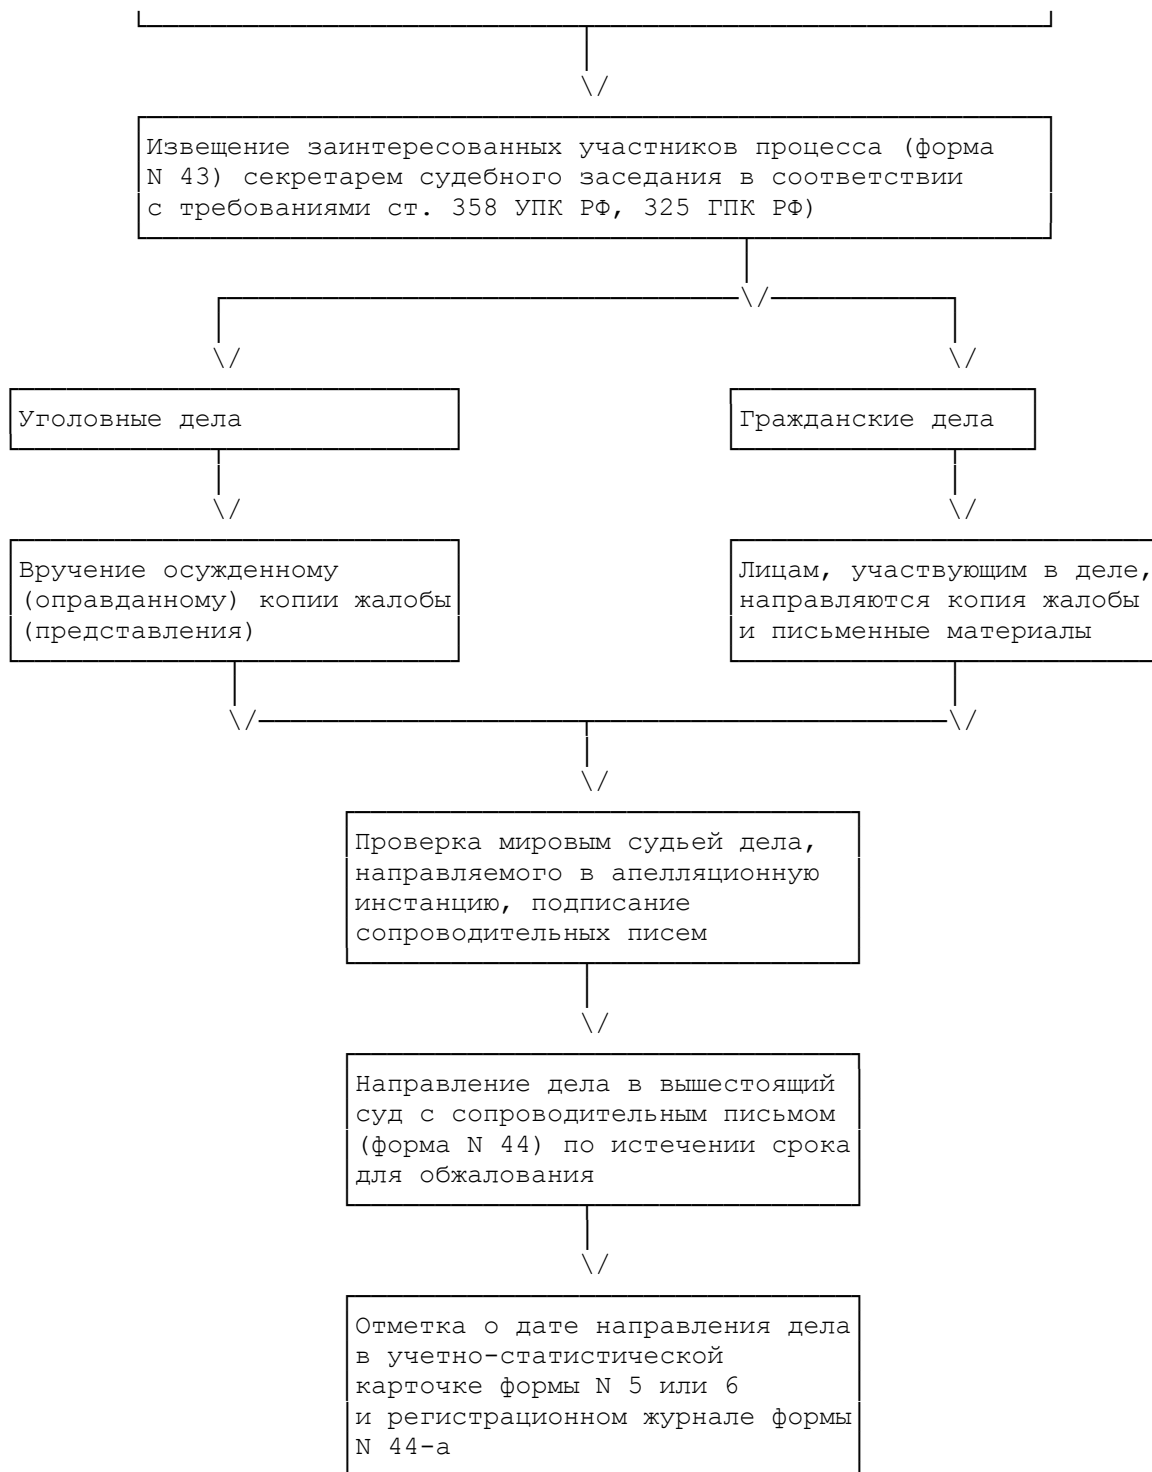 Извещение заинтересованных участников процесса (форма
N 43) секретарем судебного заседания в соответствии
с требованиями ст. 358 УПК РФ, 325 ГПК РФ)
Уголовные дела
Гражданские дела
Вручение осужденному
(оправданному) копии жалобы
(представления)
Лицам, участвующим в деле,
направляются копия жалобы
и письменные материалы
Проверка мировым судьей дела,
направляемого в апелляционную
инстанцию, подписание
сопроводительных писем
Направление дела в вышестоящий
суд с сопроводительным письмом
(форма N 44) по истечении срока
для обжалования
Отметка о дате направления дела
в учетно-статистической
карточке формы N 5 или 6
и регистрационном журнале формы
N 44-а